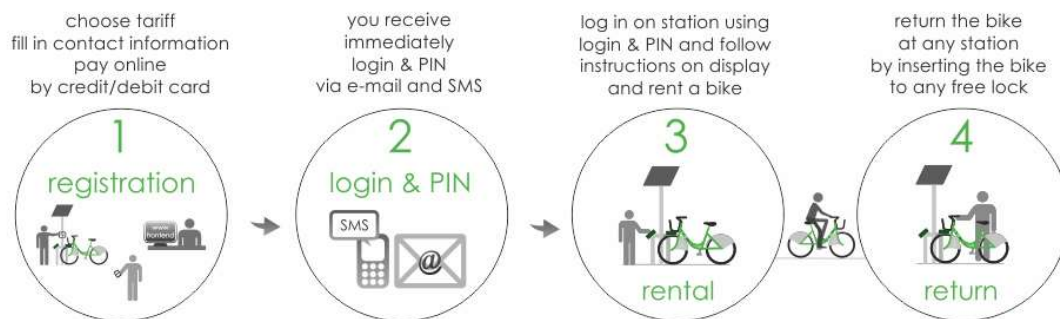 choose tariff
fill in contact information
pay online
by credit/debit card
1
registration
www
frontend
you receive
immediately
login & PIN
via e-mail and SMS
2
login & PIN
SMS
@
log in on station using
login & PIN and follow
instructions on display
and rent a bike
3
rental
return the bike
at any station
by inserting the bike
to any free lock
4
return